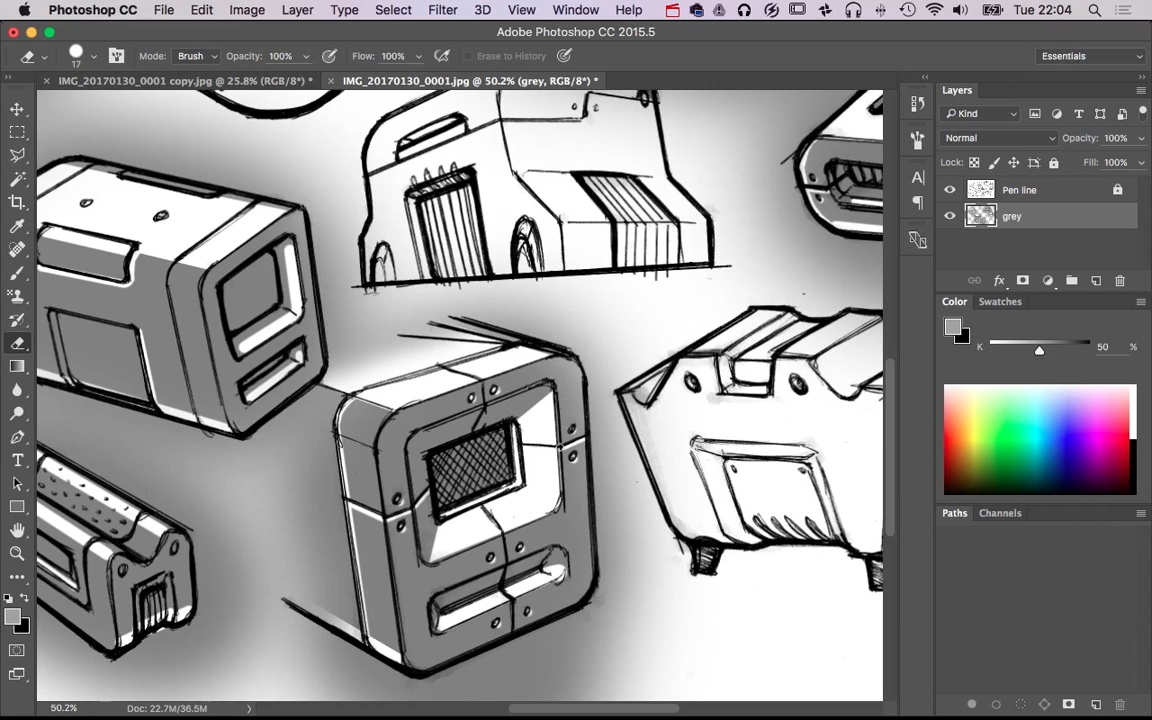 Photoshop CC File Edit Image Layer Type Select Filter 3D View Window Help Tue 22:04
Adobe Photoshop CC 2015.5
17 Mode: Brush Opacity: 100% Flow: 100% Erase to History Essentials
IMG_20170130_0001 copy.jpg @ 25.8% (RGB/8*) * IMG_20170130_0001.jpg @ 50.2% (grey, RGB/8*) *
Layers
Kind
Normal Opacity: 100%
Lock: Fill: 100%
Pen line
grey
fx
Color Swatches
K 50 %
Paths Channels
50.2% Doc: 22.7M/36.5M